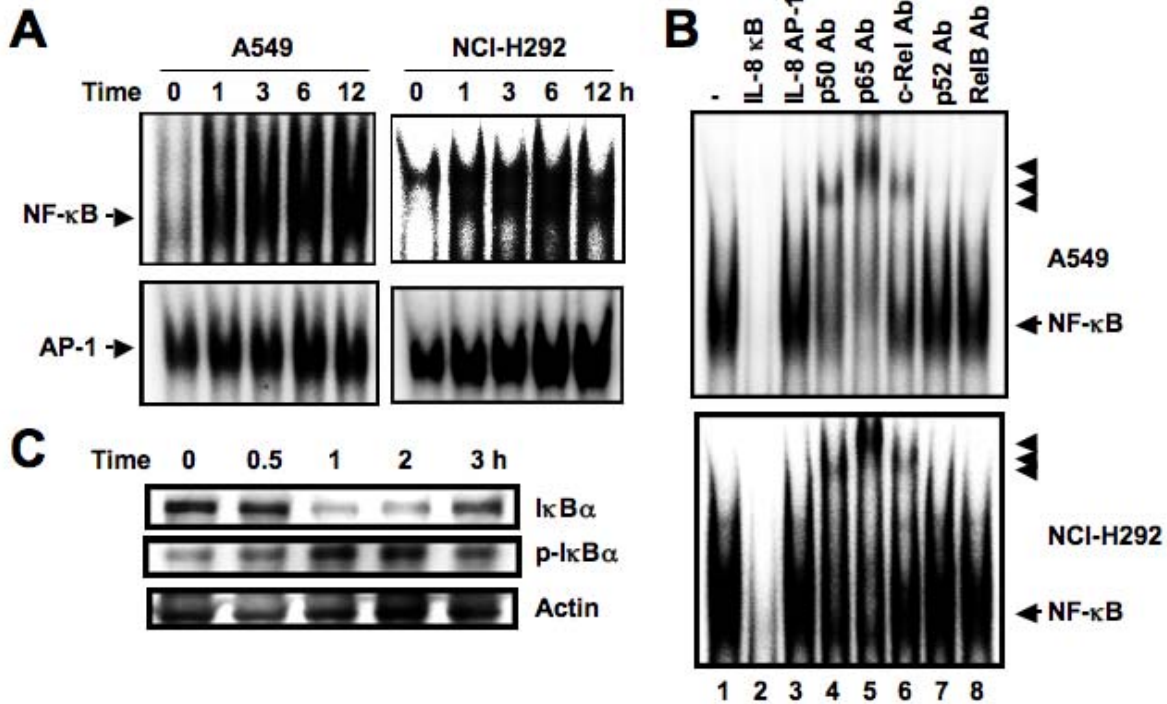 A
A549
NCI-H292
Time 0 1 3 6 12
0 1 3 6 12 h
NF-κB
AP-1
B
-
IL-8 κB
IL-8 AP-1
p50 Ab
p65 Ab
c-Rel Ab
p52 Ab
RelB Ab
A549
NF-κB
NCI-H292
NF-κB
1 2 3 4 5 6 7 8
C
Time 0 0.5 1 2 3 h
IκBα
p-IκBα
Actin